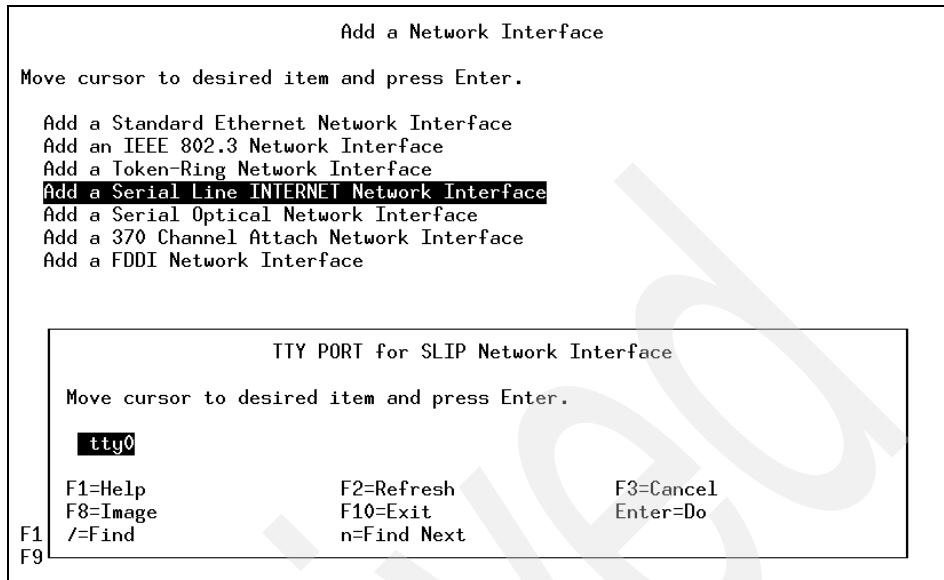 Add a Network Interface
Move cursor to desired item and press Enter.
Add a Standard Ethernet Network Interface
Add an IEEE 802.3 Network Interface
Add a Token-Ring Network Interface
Add a Serial Line INTERNET Network Interface
Add a Serial Optical Network Interface
Add a 370 Channel Attach Network Interface
Add a FDDI Network Interface
TTY PORT for SLIP Network Interface
Move cursor to desired item and press Enter.
tty0
F1=Help F2=Refresh F3=Cancel
F8=Image F10=Exit Enter=Do
F1 /=Find n=Find Next
F9